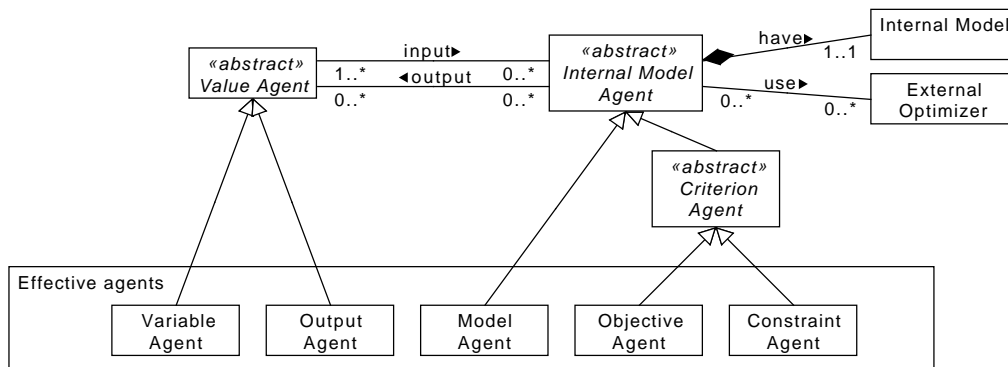 «abstract»
Value Agent
input►
◄output
1..*
0..*
0..*
0..*
«abstract»
Internal Model
Agent
have►
1..1
use►
0..*
0..*
Internal Model
External
Optimizer
«abstract»
Criterion
Agent
Effective agents
Variable
Agent
Output
Agent
Model
Agent
Objective
Agent
Constraint
Agent